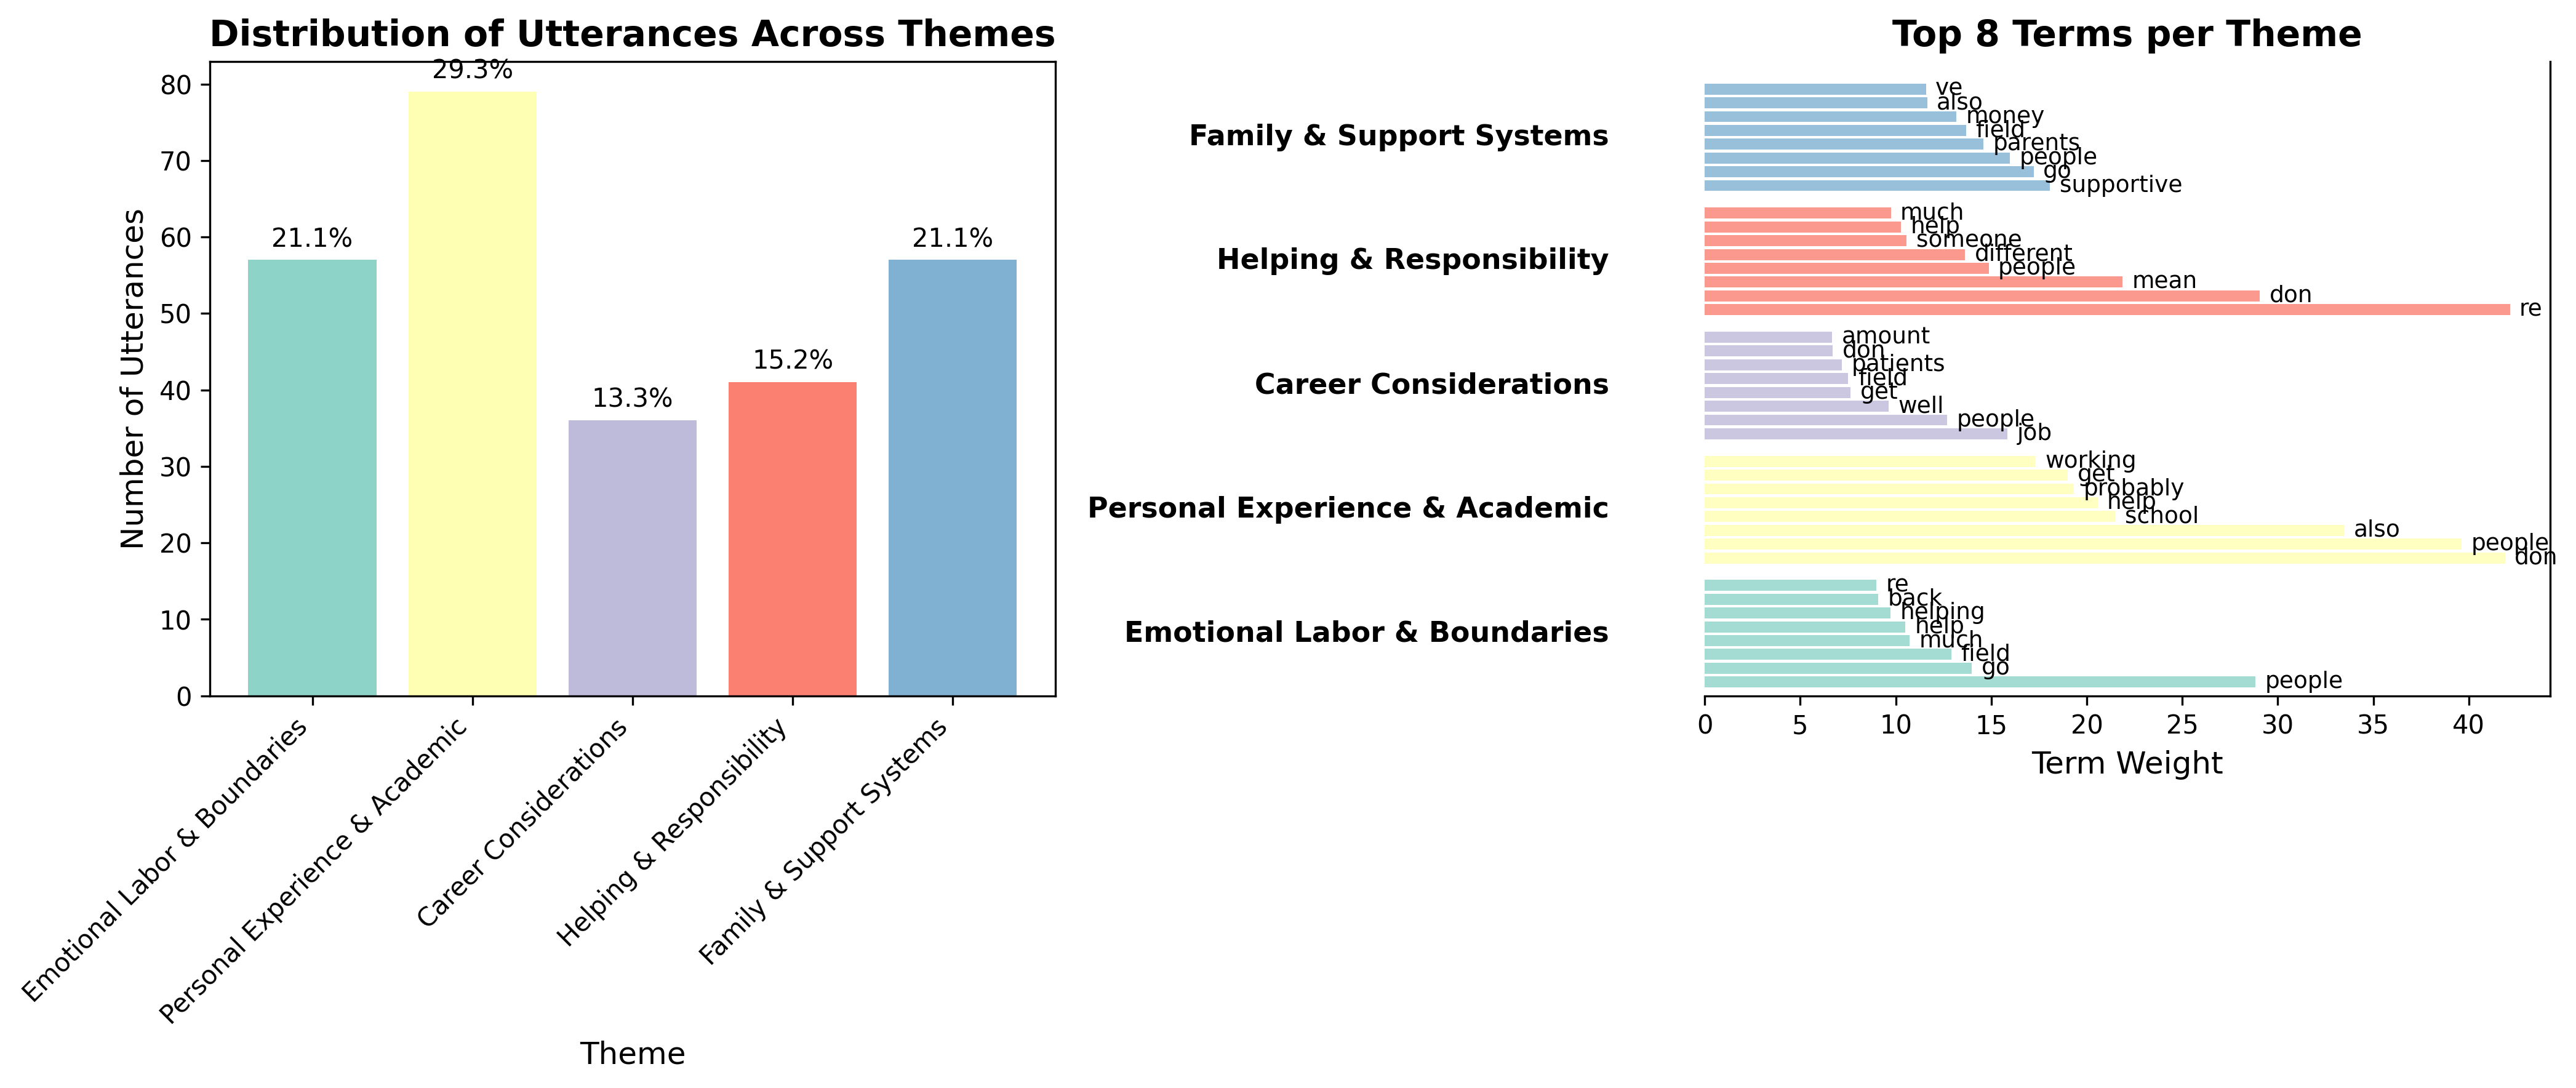 Distribution of Utterances Across Themes
Number of Utterances
80
70
60
50
40
30
20
10
0
21.1%
29.3%
13.3%
15.2%
21.1%
Emotional Labor & Boundaries
Personal Experience & Academic
Career Considerations
Helping & Responsibility
Family & Support Systems
Theme
Top 8 Terms per Theme
Family & Support Systems
ve
also
money
field
parents
people
go
supportive
Helping & Responsibility
much
help
someone
different
people
mean
don
re
Career Considerations
amount
don
patients
field
get
well
people
job
Personal Experience & Academic
working
get
probably
help
school
also
people
don
Emotional Labor & Boundaries
re
back
helping
help
much
field
go
people
0 5 10 15 20 25 30 35 40
Term Weight